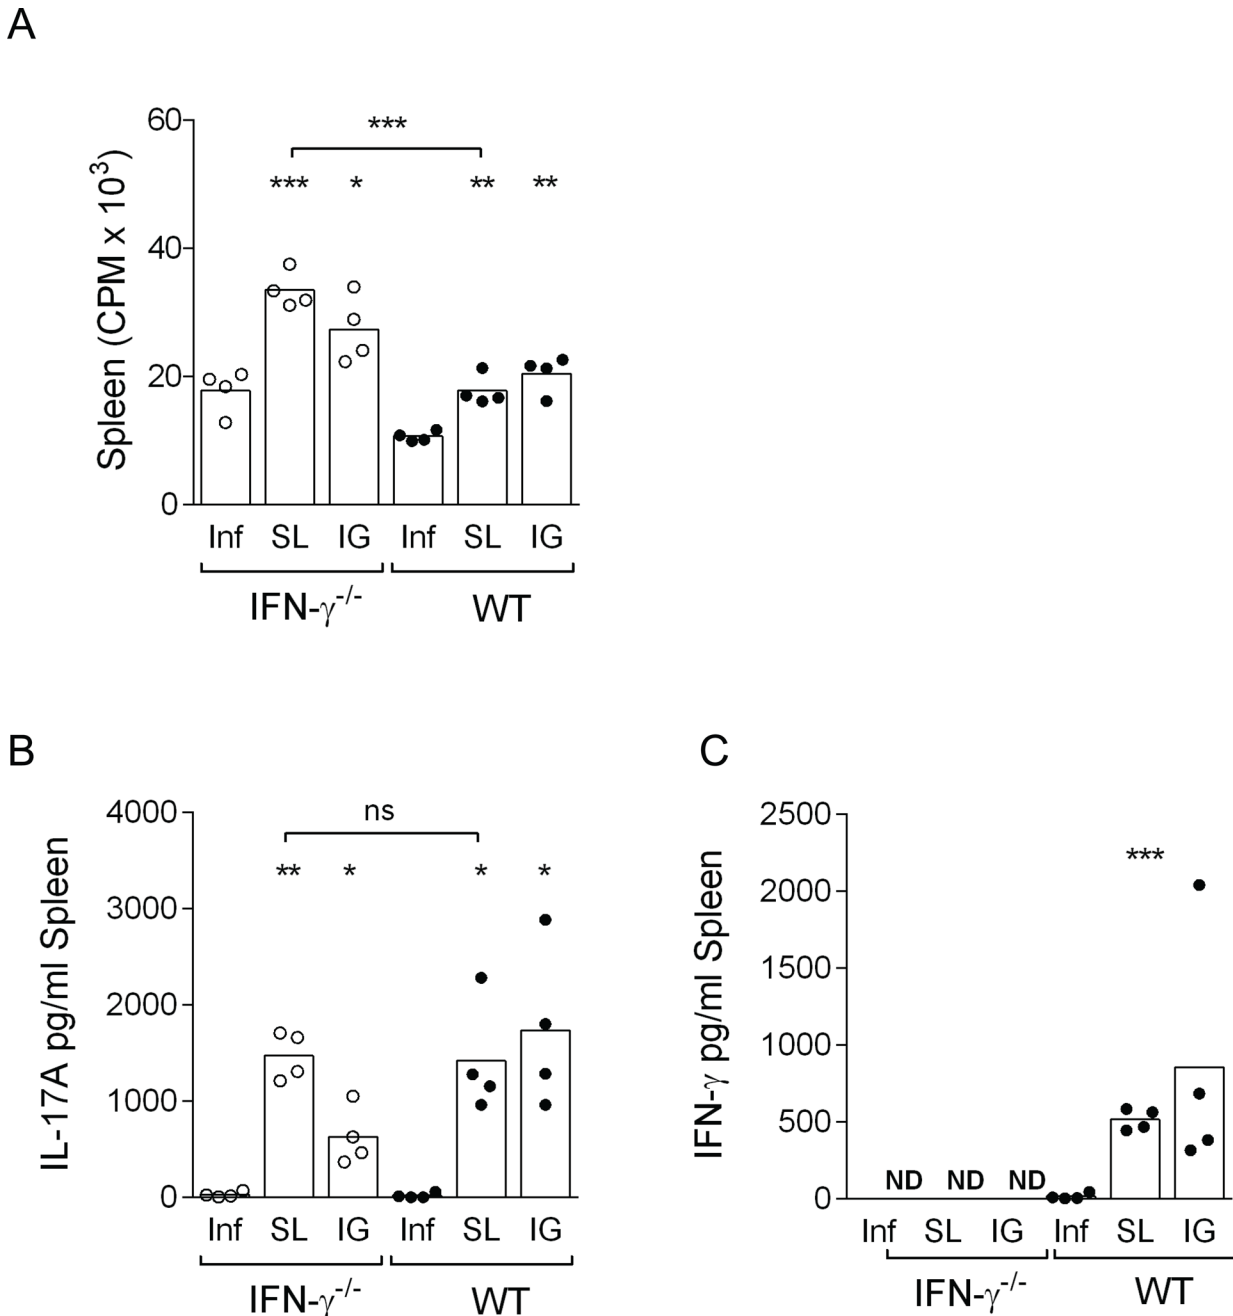 A
60
***
*** * ** **
40
20
0
Spleen (CPM x 10³)
Inf SL IG Inf SL IG
IFN-γ-/- WT
B
4000
ns
** * * *
3000
2000
1000
0
IL-17A pg/ml Spleen
Inf SL IG Inf SL IG
IFN-γ-/- WT
C
2500
***
2000
1500
1000
500
0
IFN-γ pg/ml Spleen
ND ND ND
Inf SL IG Inf SL IG
IFN-γ-/- WT